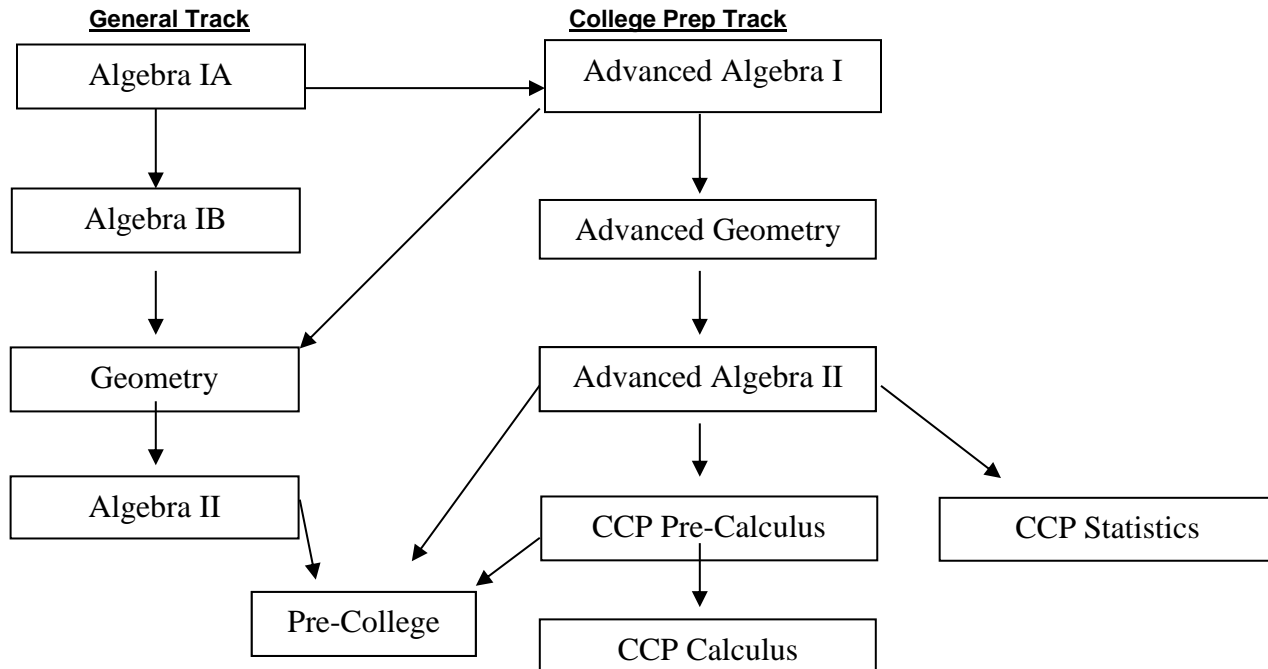 General Track
College Prep Track
Algebra IA
Advanced Algebra I
Algebra IB
Advanced Geometry
Geometry
Advanced Algebra II
Algebra II
CCP Pre-Calculus
CCP Statistics
Pre-College
CCP Calculus